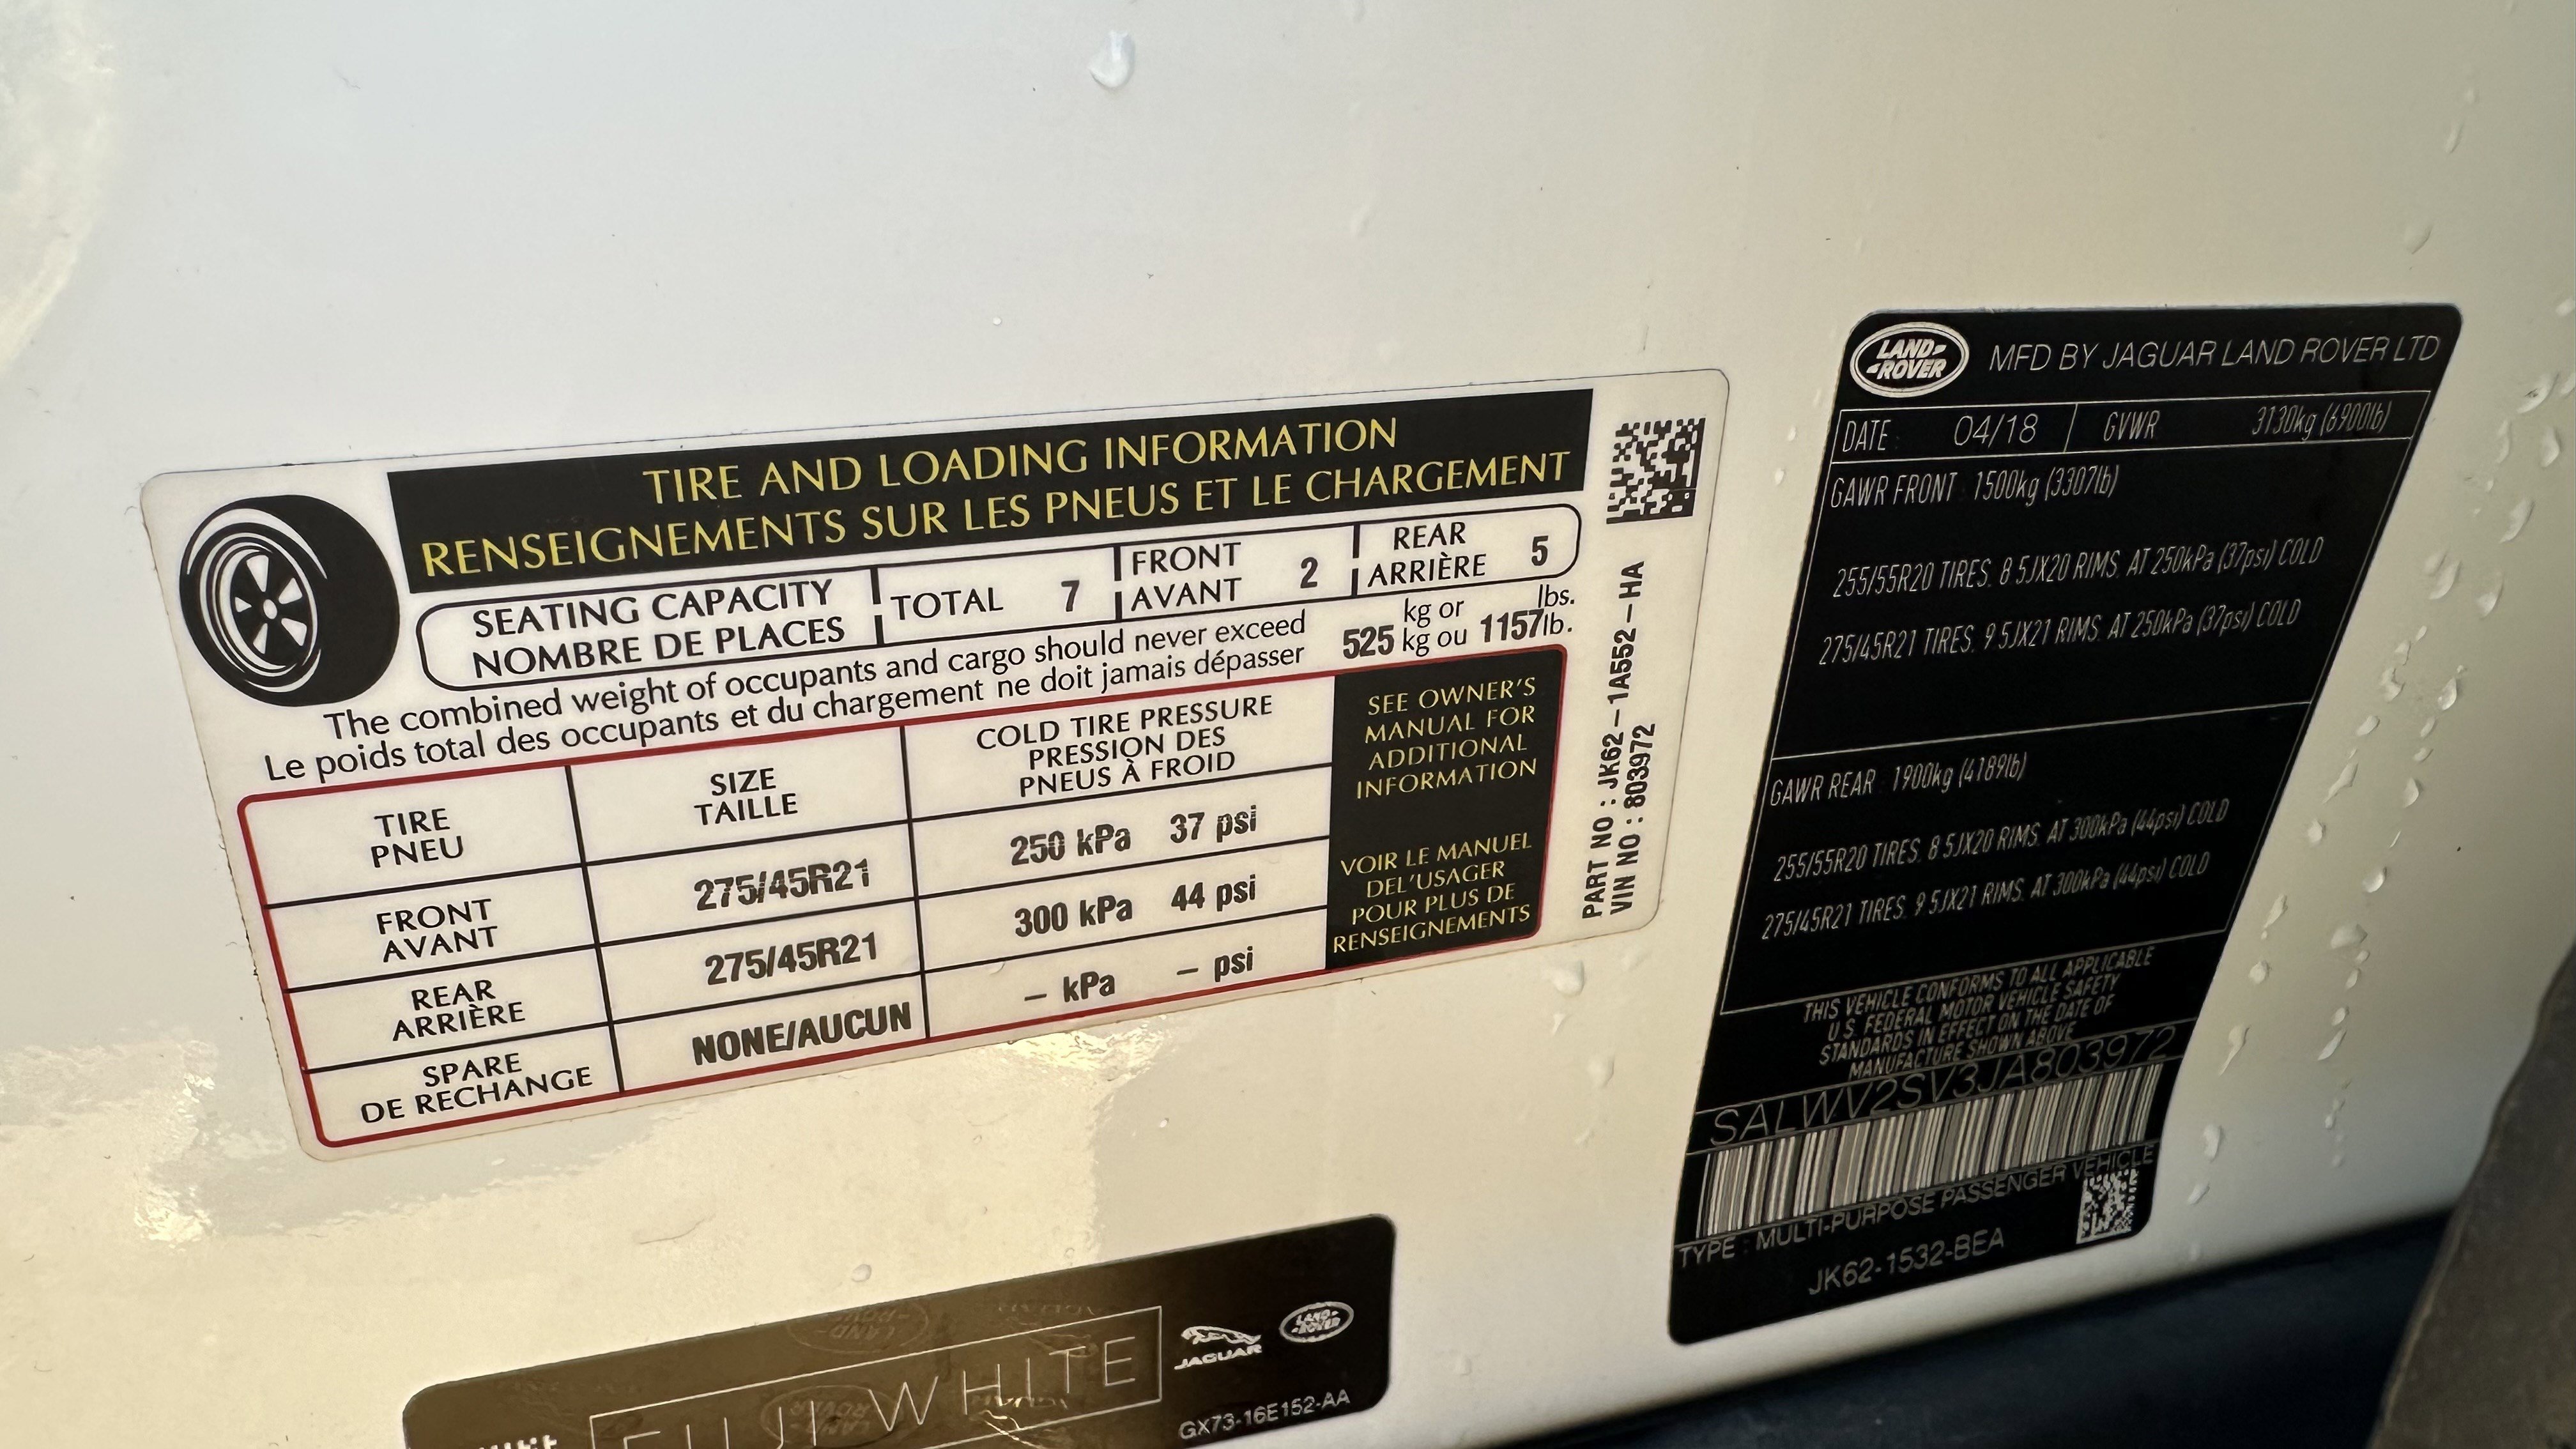 TIRE AND LOADING INFORMATION
RENSEIGNEMENTS SUR LES PNEUS ET LE CHARGEMENT
SEATING CAPACITY
NOMBRE DE PLACES
TOTAL 7
FRONT
AVANT 2
REAR
ARRIÈRE 5
The combined weight of occupants and cargo should never exceed 525 kg or 1157 lbs.
Le poids total des occupants et du chargement ne doit jamais dépasser kg ou lb.
TIRE
PNEU
SIZE
TAILLE
COLD TIRE PRESSURE
PRESSION DES
PNEUS À FROID
FRONT
AVANT
275/45R21
250 kPa 37 psi
REAR
ARRIÈRE
275/45R21
300 kPa 44 psi
SPARE
DE RECHANGE
NONE/AUCUN
– kPa – psi
SEE OWNER'S
MANUAL FOR
ADDITIONAL
INFORMATION
VOIR LE MANUEL
DEL'USAGER
POUR PLUS DE
RENSEIGNEMENTS
PART NO : JK62–1A552–HA
VIN NO : 803972
LAND-
-ROVER
MFD BY JAGUAR LAND ROVER LTD
DATE : 04/18 GVWR 3130kg (6900lb)
GAWR FRONT : 1500kg (3307lb)
255/55R20 TIRES. 8.5JX20 RIMS. AT 250kPa (37psi) COLD
275/45R21 TIRES. 9.5JX21 RIMS. AT 250kPa (37psi) COLD
GAWR REAR : 1900kg (4189lb)
255/55R20 TIRES. 8.5JX20 RIMS. AT 300kPa (44psi) COLD
275/45R21 TIRES. 9.5JX21 RIMS. AT 300kPa (44psi) COLD
THIS VEHICLE CONFORMS TO ALL APPLICABLE
U.S. FEDERAL MOTOR VEHICLE SAFETY
STANDARDS IN EFFECT ON THE DATE OF
MANUFACTURE SHOWN ABOVE
SALWV2SV3JA803972
TYPE : MULTI-PURPOSE PASSENGER VEHICLE
JK62-1532-BEA
FUJI WHITE
JAGUAR
LAND-
-ROVER
GX73-16E152-AA